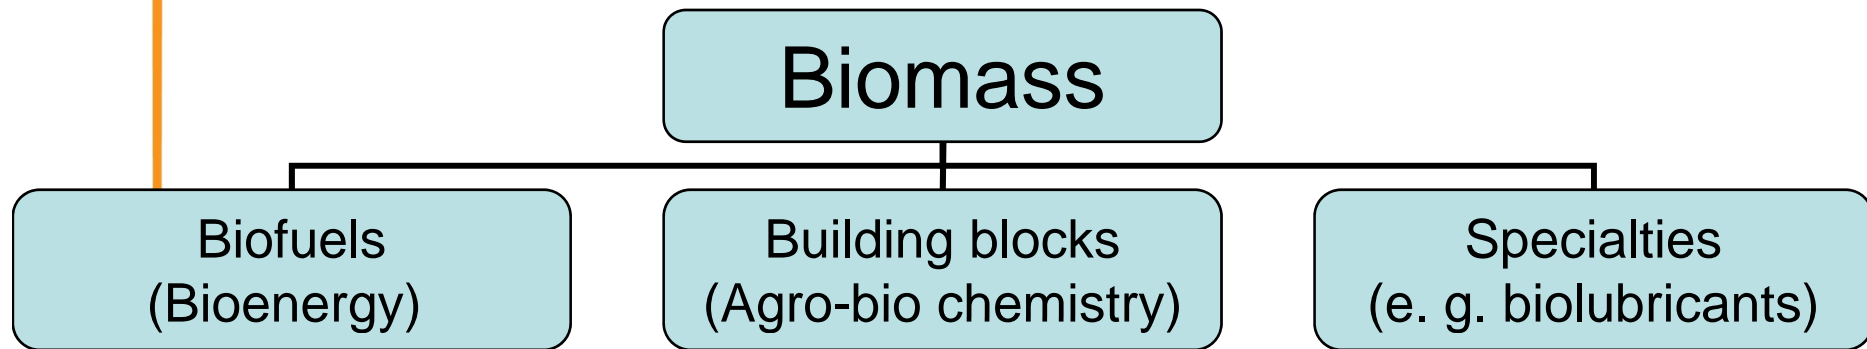 Biomass
Biofuels
(Bioenergy)
Building blocks
(Agro-bio chemistry)
Specialties
(e. g. biolubricants)